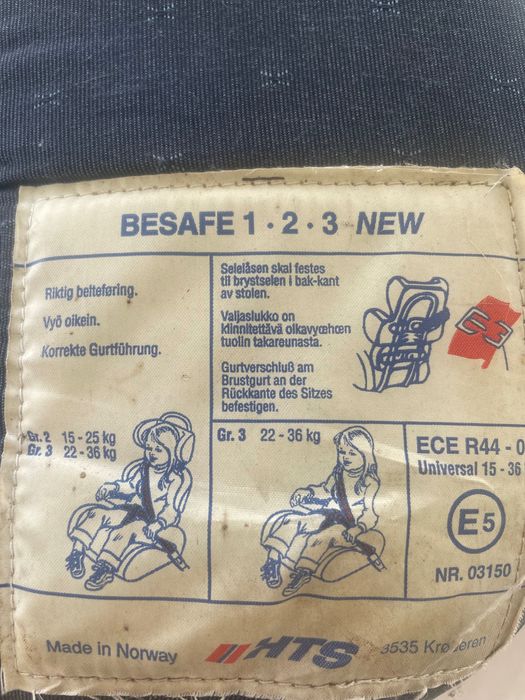 BESAFE 1 · 2 · 3 NEW
Riktig belteføring.
Vyö oikein.
Korrekte Gurtführung.
Selelåsen skal festes
til brystselen i bak-kant
av stolen.
Valjaslukko on
kiinnitettävä olkavyöhön
tuolin takareunasta.
Gurtverschluß am
Brustgurt an der
Rückkante des Sitzes
befestigen.
C-3
Gr. 2 15 - 25 kg
Gr. 3 22 - 36 kg
Gr. 3 22 - 36 kg
ECE R44 - 0
Universal 15 - 36
E5
NR. 03150
Made in Norway
HTS
3535